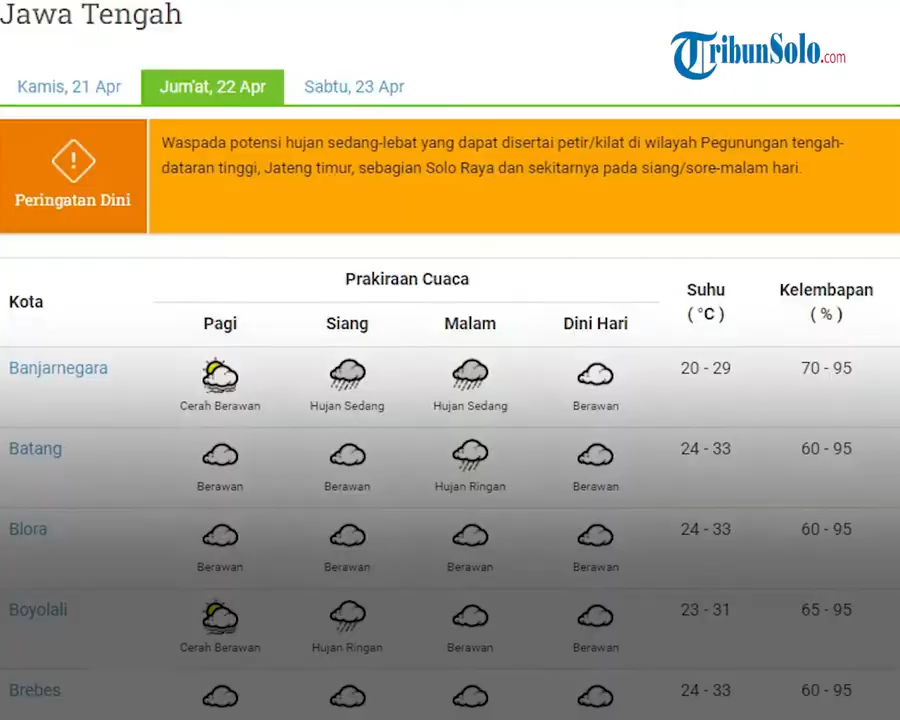 Jawa Tengah
TribunSolo.com
Kamis, 21 Apr
Jum'at, 22 Apr
Sabtu, 23 Apr
Peringatan Dini
Waspada potensi hujan sedang-lebat yang dapat disertai petir/kilat di wilayah Pegunungan tengah-
dataran tinggi, Jateng timur, sebagian Solo Raya dan sekitarnya pada siang/sore-malam hari.
Kota
Prakiraan Cuaca
Suhu
( °C )
Kelembapan
( % )
Pagi Siang Malam Dini Hari
Banjarnegara 20 - 29 70 - 95
Cerah Berawan Hujan Sedang Hujan Sedang Berawan
Batang 24 - 33 60 - 95
Berawan Berawan Hujan Ringan Berawan
Blora 24 - 33 60 - 95
Berawan Berawan Berawan Berawan
Boyolali 23 - 31 65 - 95
Cerah Berawan Hujan Ringan Berawan Berawan
Brebes 24 - 33 60 - 95